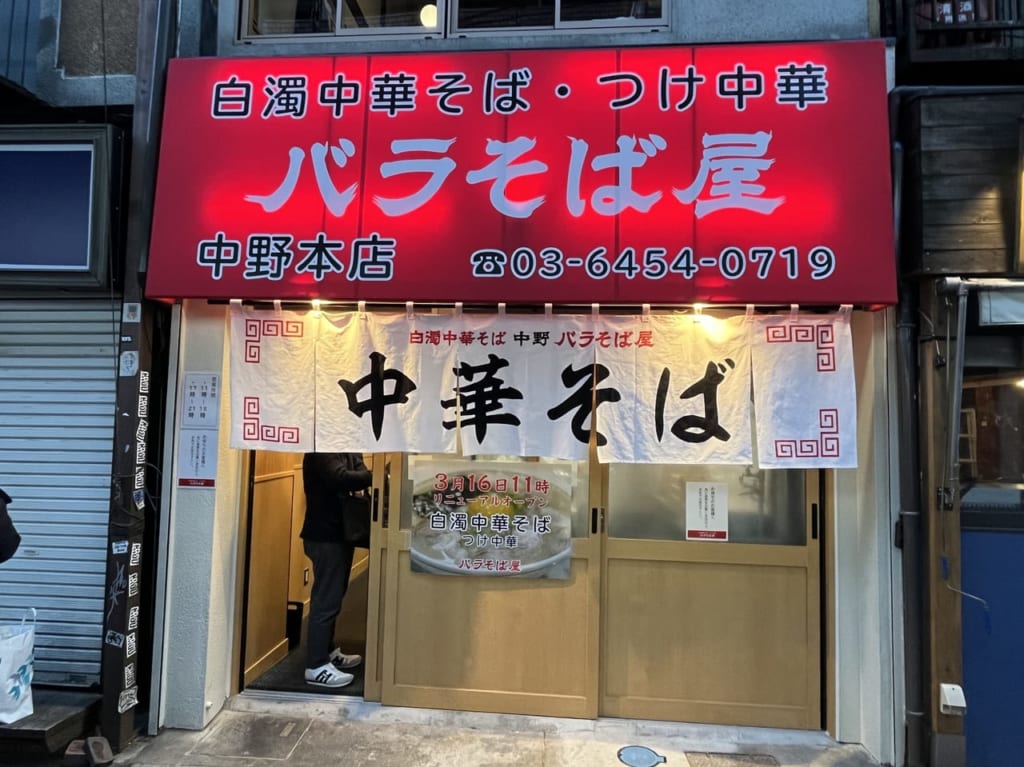 白濁中華そば・つけ中華
バラそば屋
中野本店 ☎03-6454-0719
白濁中華そば 中野 バラそば屋
中華そば
3月16日11時
リニューアルオープン
白濁中華そば
つけ中華
バラそば屋